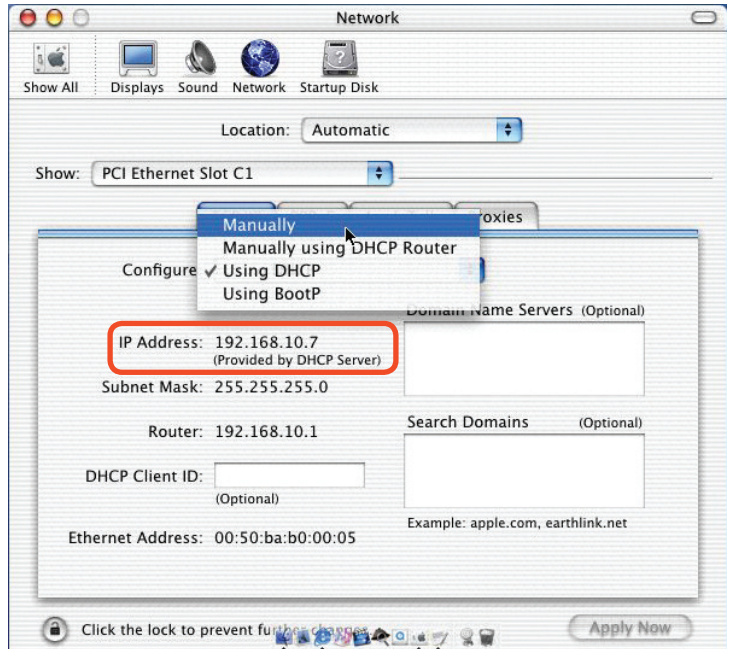 Network
Show All Displays Sound Network Startup Disk
Location: Automatic
Show: PCI Ethernet Slot C1
Manually
Manually using DHCP Router
Configure ✓ Using DHCP
Using BootP
Domain Name Servers (Optional)
IP Address: 192.168.10.7
(Provided by DHCP Server)
Subnet Mask: 255.255.255.0
Search Domains (Optional)
Router: 192.168.10.1
DHCP Client ID:
(Optional)
Example: apple.com, earthlink.net
Ethernet Address: 00:50:ba:b0:00:05
Click the lock to prevent further changes.
Apply Now